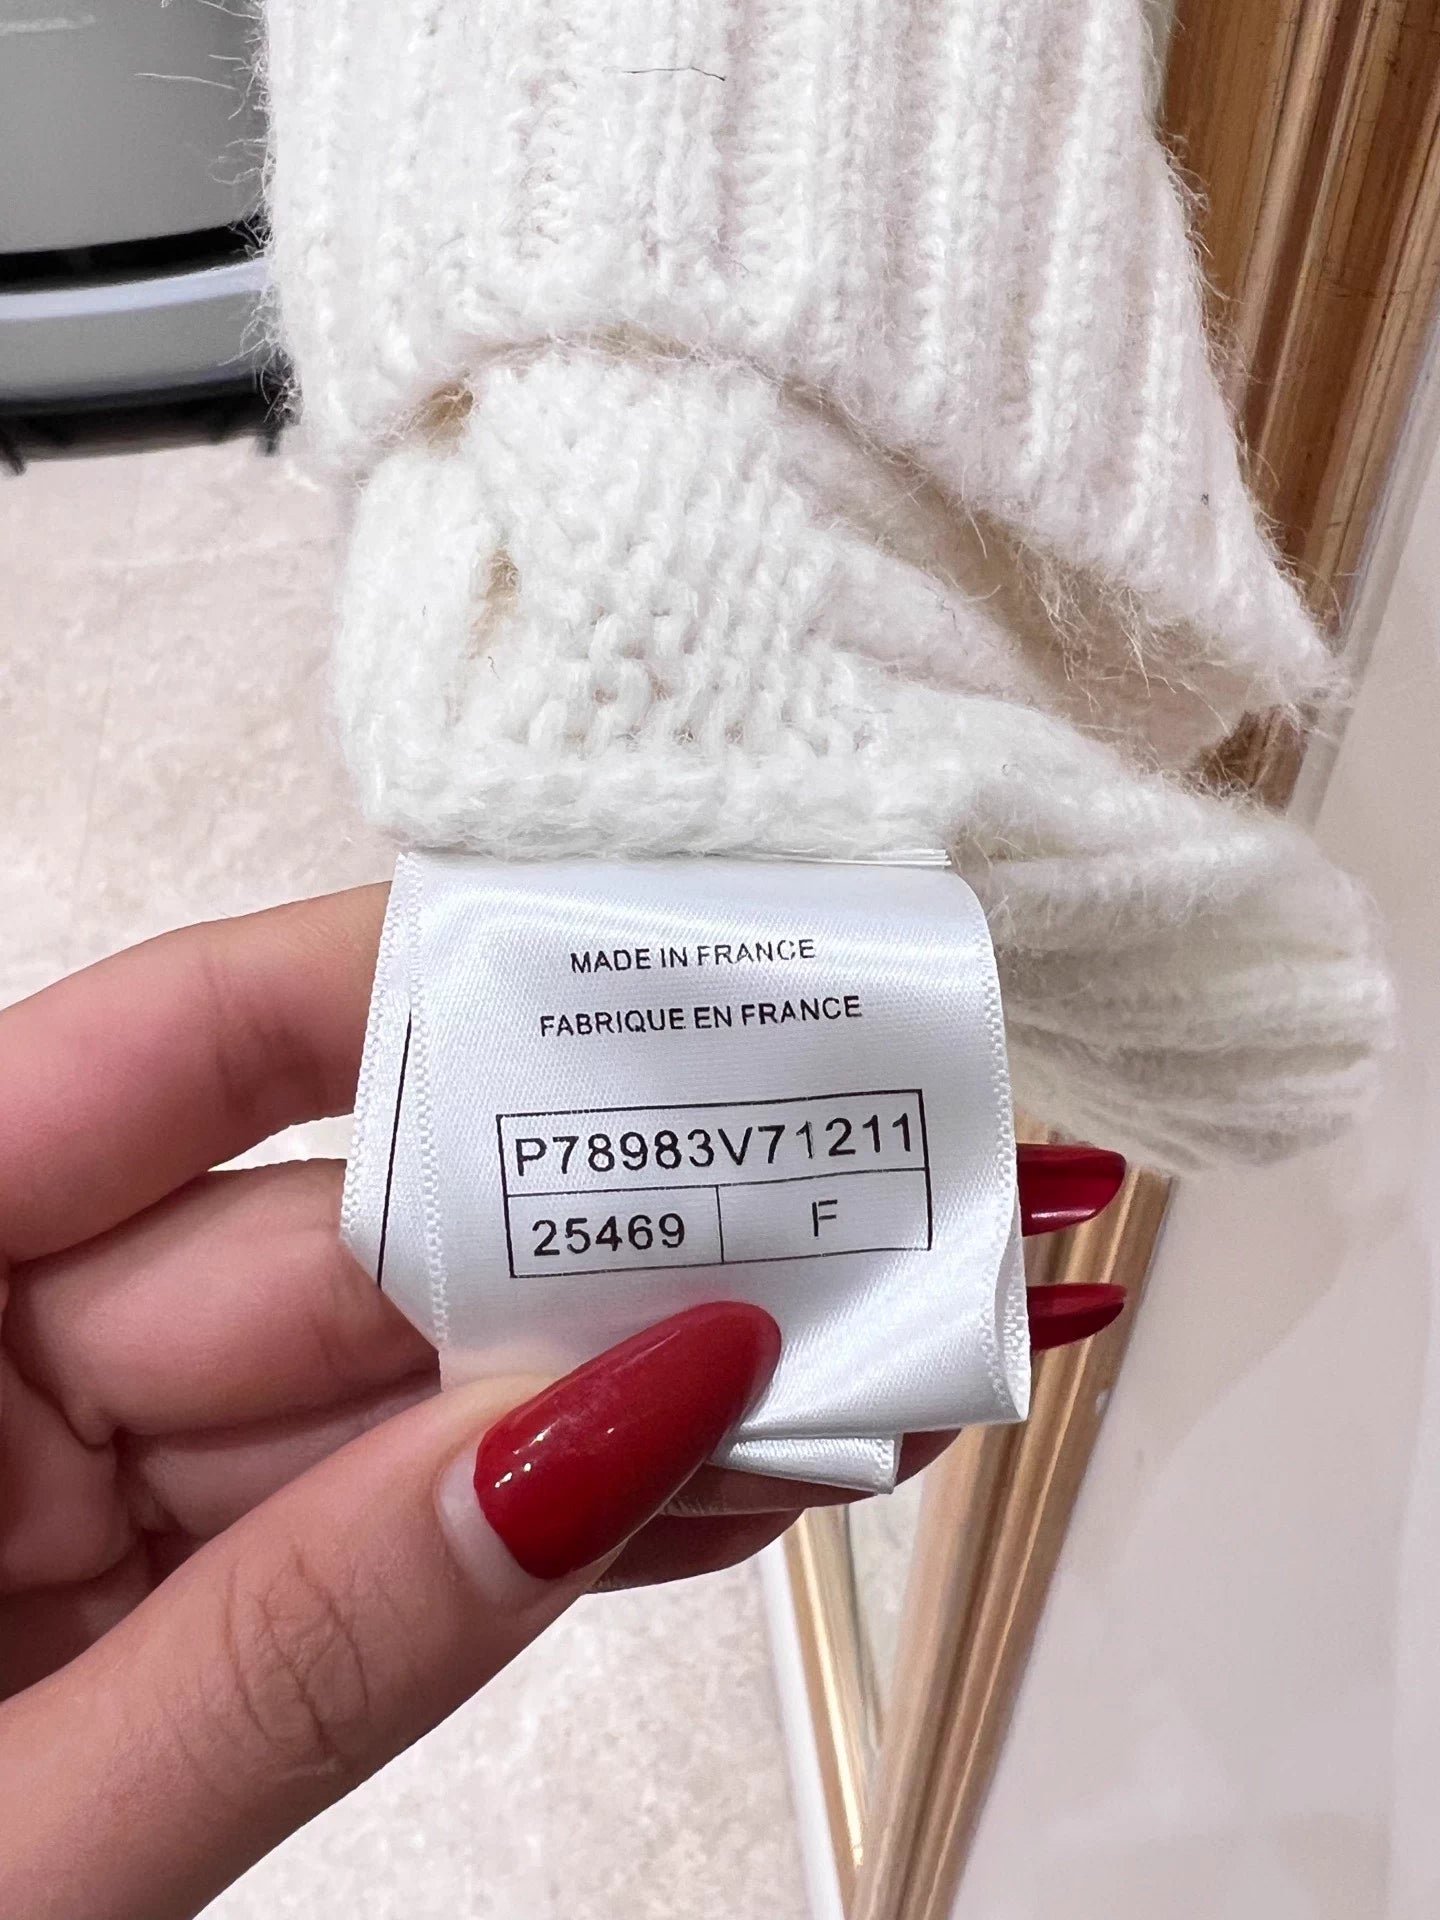 MADE IN FRANCE
FABRIQUE EN FRANCE
P78983V71211
25469 F